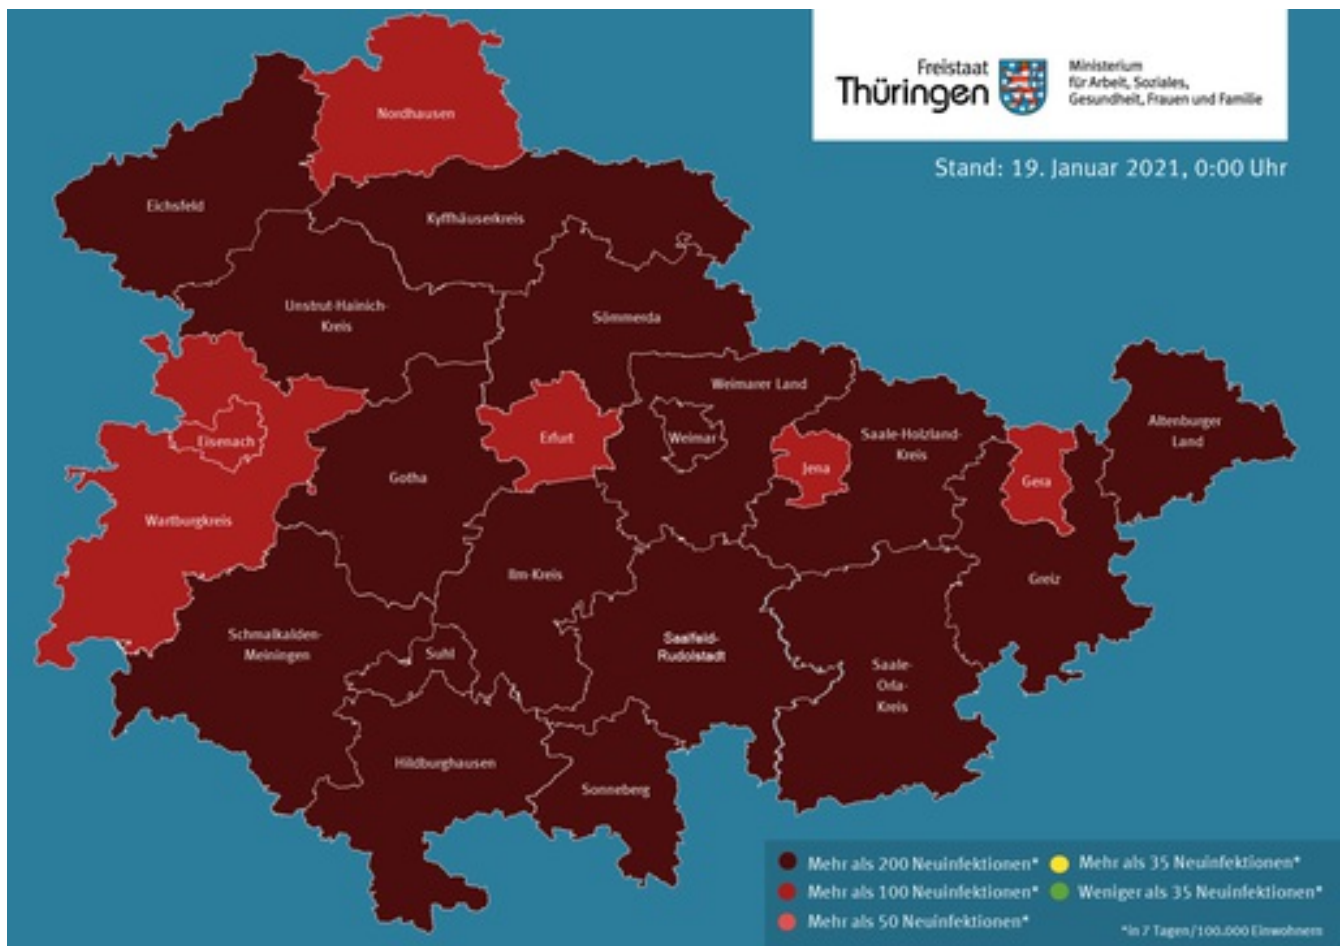 Freistaat
Thüringen
Ministerium
für Arbeit, Soziales,
Gesundheit, Frauen und Familie
Stand: 19. Januar 2021, 0:00 Uhr
Nordhausen
Eichsfeld
Kyffhäuserkreis
Unstrut-Hainich-
Kreis
Sömmerda
Weimarer Land
Altenburger
Land
Eisenach
Erfurt
Weimar
Saale-Holzland-
Kreis
Jena
Gera
Gotha
Wartburgkreis
Ilm-Kreis
Greiz
Schmalkalden-
Meiningen
Suhl
Saalfeld-
Rudolstadt
Saale-
Orla-
Kreis
Hildburghausen
Sonneberg
Mehr als 200 Neuinfektionen*
Mehr als 100 Neuinfektionen*
Mehr als 50 Neuinfektionen*
Mehr als 35 Neuinfektionen*
Weniger als 35 Neuinfektionen*
*in 7 Tagen/100.000 Einwohnern